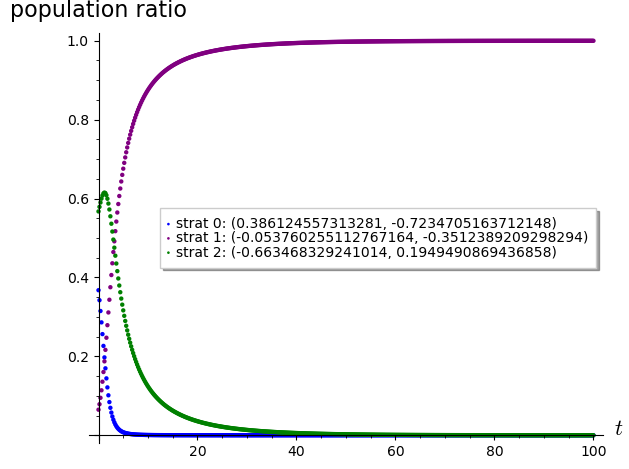 population ratio
1.0
0.8
0.6
strat 0: (0.386124557313281, -0.7234705163712148)
strat 1: (-0.053760255112767164, -0.3512389209298294)
strat 2: (-0.663468329241014, 0.1949490869436858)
0.4
0.2
20 40 60 80 100 t